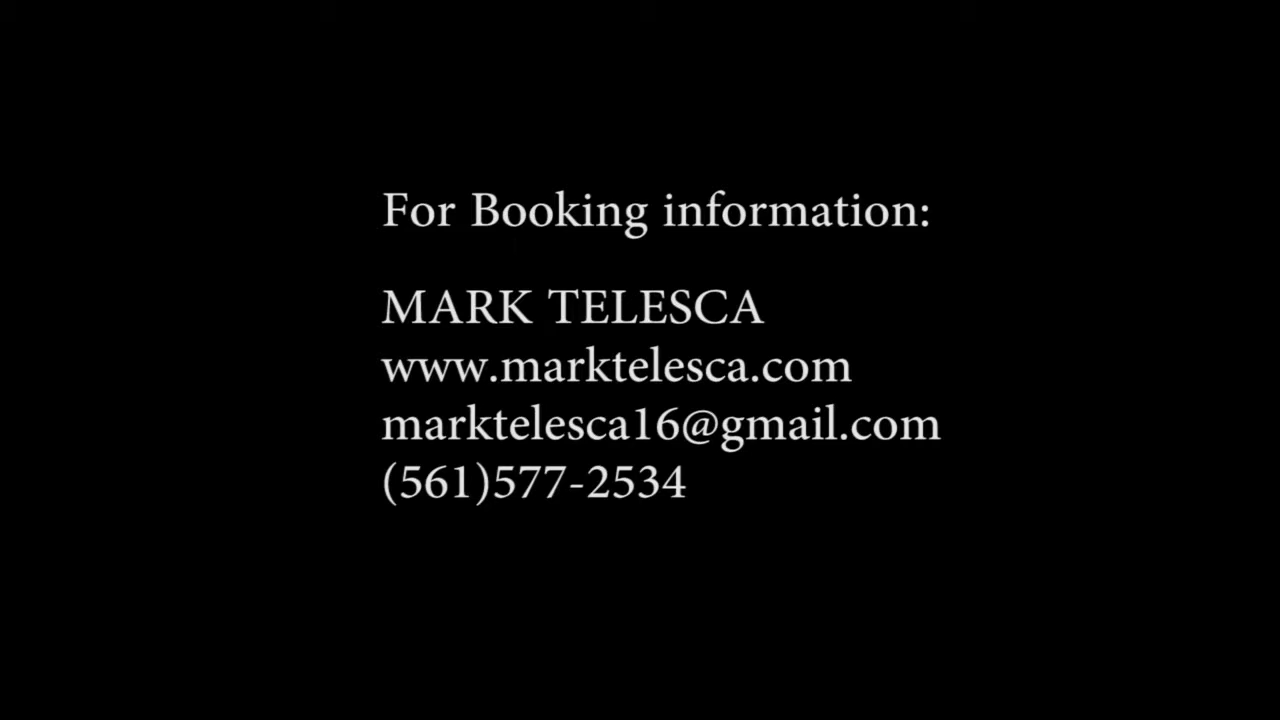 For Booking information:
MARK TELESCA
www.marktelesca.com
marktelesca16@gmail.com
(561)577-2534